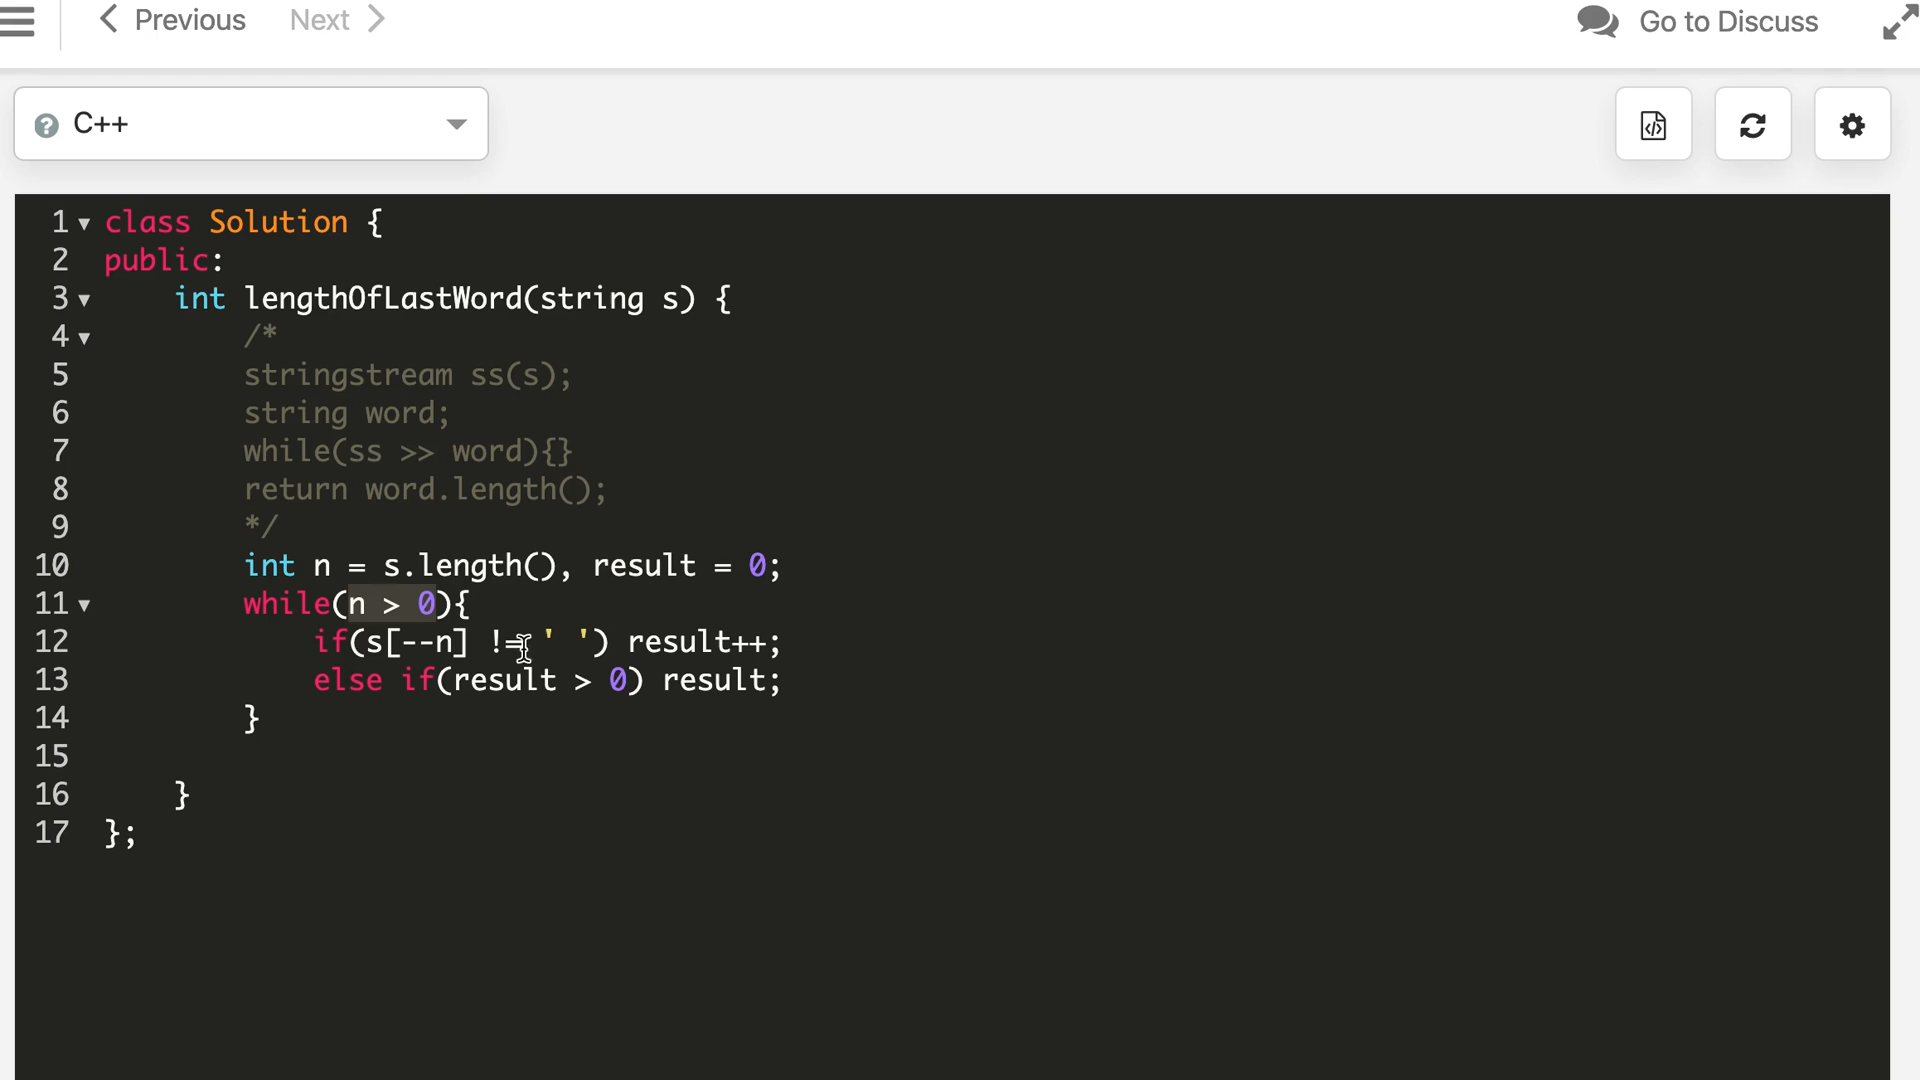 Previous Next Go to Discuss
? C++
1 class Solution {
2 public:
3 int lengthOfLastWord(string s) {
4 /*
5 stringstream ss(s);
6 string word;
7 while(ss >> word){}
8 return word.length();
9 */
10 int n = s.length(), result = 0;
11 while(n > 0){
12 if(s[--n] != ' ') result++;
13 else if(result > 0) result;
14 }
15
16 }
17 };